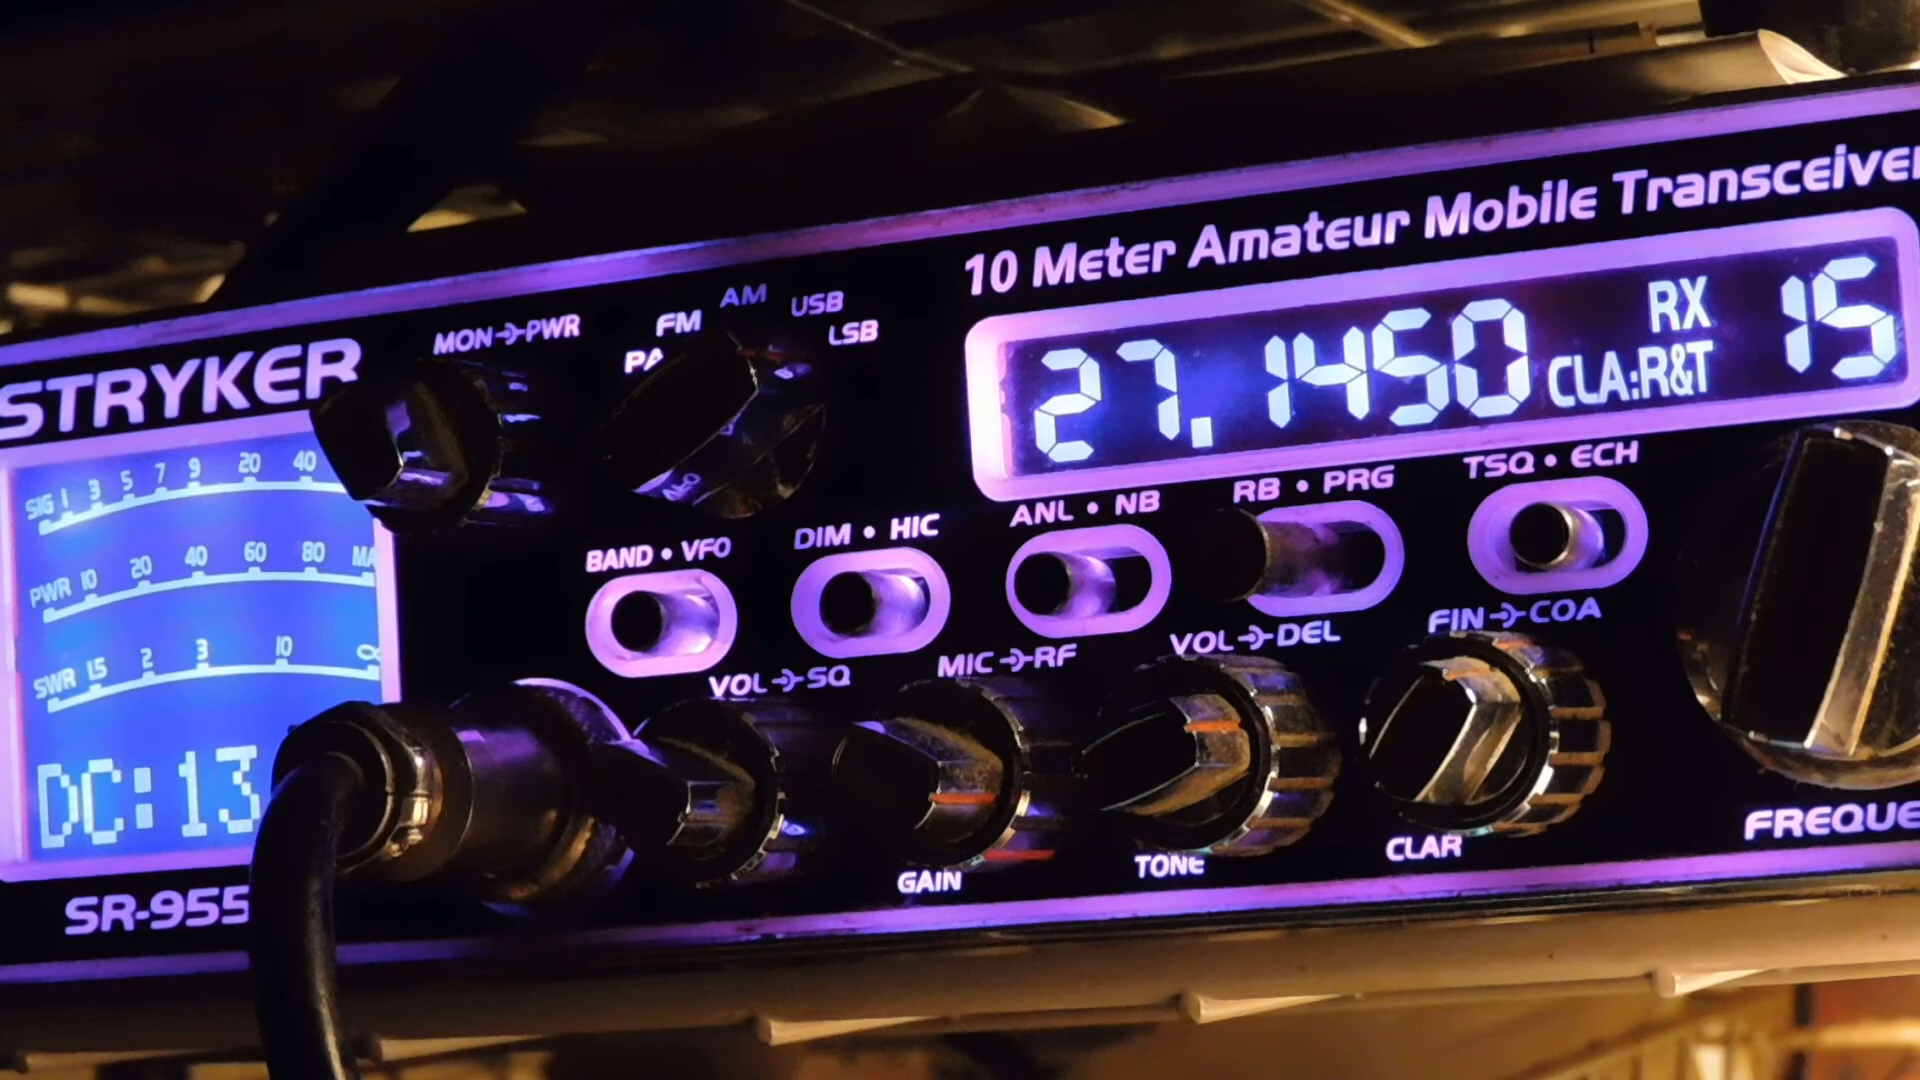 10 Meter Amateur Mobile Transceiver
STRYKER
MON PWR
PA FM AM USB LSB
27.1450 RX CLA:R&T 15
SIG 1 3 5 7 9 20 40
PWR 10 20 40 60 80
SWR 1.5 2 3 10 ∞
DC:13
BAND • VFO
DIM • HIC
ANL • NB
RB • PRG
TSQ • ECH
VOL SQ
MIC RF
VOL DEL
FIN COA
GAIN
TONE
CLAR
FREQUE
SR-955